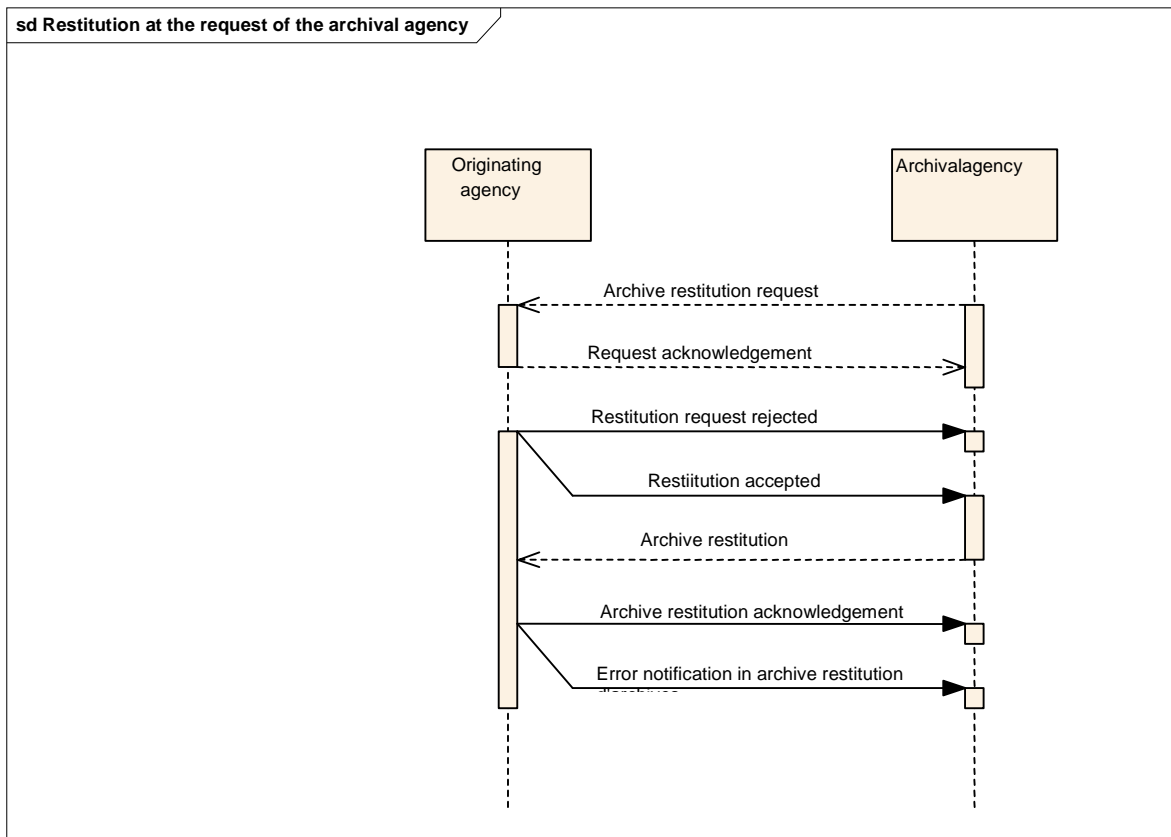 sd Restitution at the request of the archival agency
Originating
agency
Archivalagency
Archive restitution request
Request acknowledgement
Restitution request rejected
Restiitution accepted
Archive restitution
Archive restitution acknowledgement
Error notification in archive restitution
d'archives